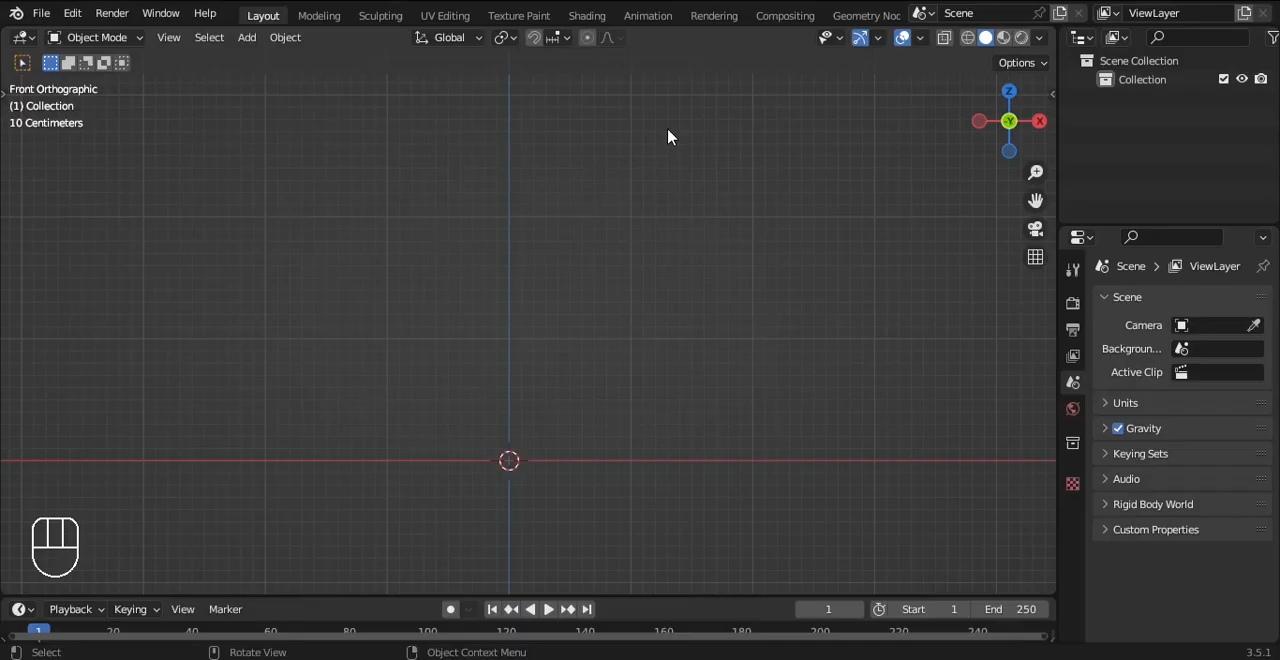 File Edit Render Window Help Layout Modeling Sculpting UV Editing Texture Paint Shading Animation Rendering Compositing Geometry Noc Scene ViewLayer
Object Mode View Select Add Object Global
Options
Front Orthographic
(1) Collection
10 Centimeters
Z
-Y
X
Scene Collection
Collection
Scene ViewLayer
Scene
Camera
Backgroun...
Active Clip
Units
Gravity
Keying Sets
Audio
Rigid Body World
Custom Properties
Playback Keying View Marker 1 Start 1 End 250
1 20 40 60 80 100 120 140 160 180 200 220 240
Select Rotate View Object Context Menu 3.5.1